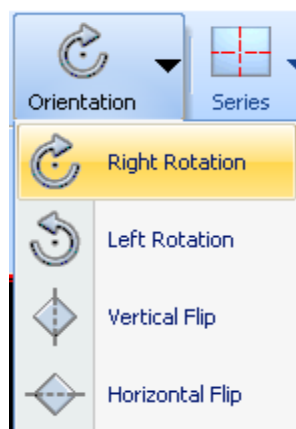 Orientation
Series
Right Rotation
Left Rotation
Vertical Flip
Horizontal Flip